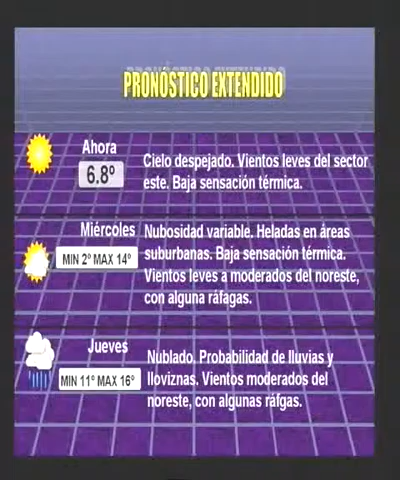 PRONÓSTICO EXTENDIDO
Ahora
6.8º
Cielo despejado. Vientos leves del sector
este. Baja sensación térmica.
Miércoles
MIN 2º MAX 14º
Nubosidad variable. Heladas en áreas
suburbanas. Baja sensación térmica.
Vientos leves a moderados del noreste,
con alguna ráfagas.
Jueves
MIN 11º MAX 16º
Nublado. Probabilidad de lluvias y
lloviznas. Vientos moderados del
noreste, con algunas ráfgas.